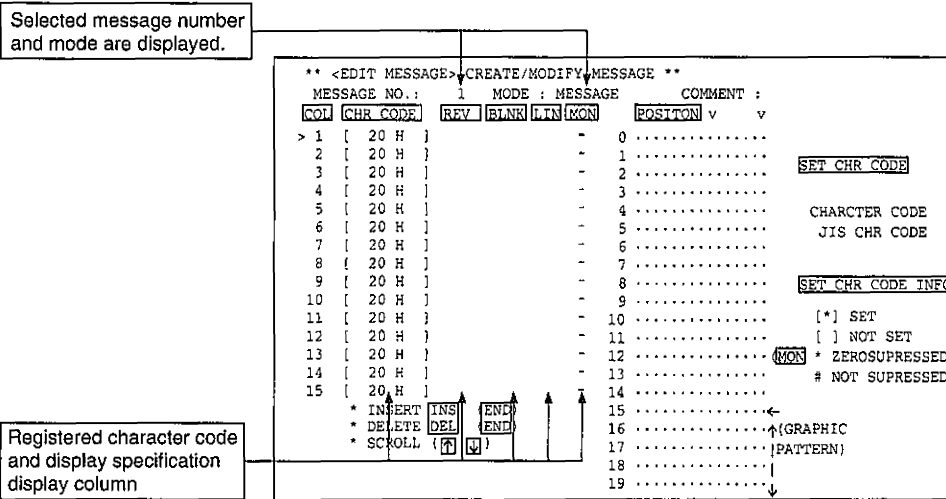 Selected message number
and mode are displayed.
** <EDIT MESSAGE> CREATE/MODIFY MESSAGE **
MESSAGE NO.: 1 MODE : MESSAGE COMMENT :
COL CHR CODE REV BLNK LIN MON POSITON v v
> 1 [ 20 H ] - 0 ...............
2 [ 20 H ] - 1 ...............
SET CHR CODE
3 [ 20 H ] - 2 ...............
4 [ 20 H ] - 3 ...............
5 [ 20 H ] - 4 ............... CHARCTER CODE
6 [ 20 H ] - 5 ............... JIS CHR CODE
7 [ 20 H ] - 6 ...............
8 [ 20 H ] - 7 ...............
9 [ 20 H ] - 8 ............... SET CHR CODE INFO
10 [ 20 H ] - 9 ...............
11 [ 20 H ] - 10 ............... [*] SET
12 [ 20 H ] - 11 ............... [ ] NOT SET
13 [ 20 H ] - 12 ............... (MON * ZEROSUPRESSED
14 [ 20 H ] - 13 ............... # NOT SUPRESSED
15 [ 20 H ] - 14 ...............
* INSERT INS (END) 15 ...............←
* DELETE DEL (END) 16 ...............↑(GRAPHIC
* SCROLL (↑ ↓) 17 ...............PATTERN)
18 ...............
19 ...............↓
Registered character code
and display specification
display column